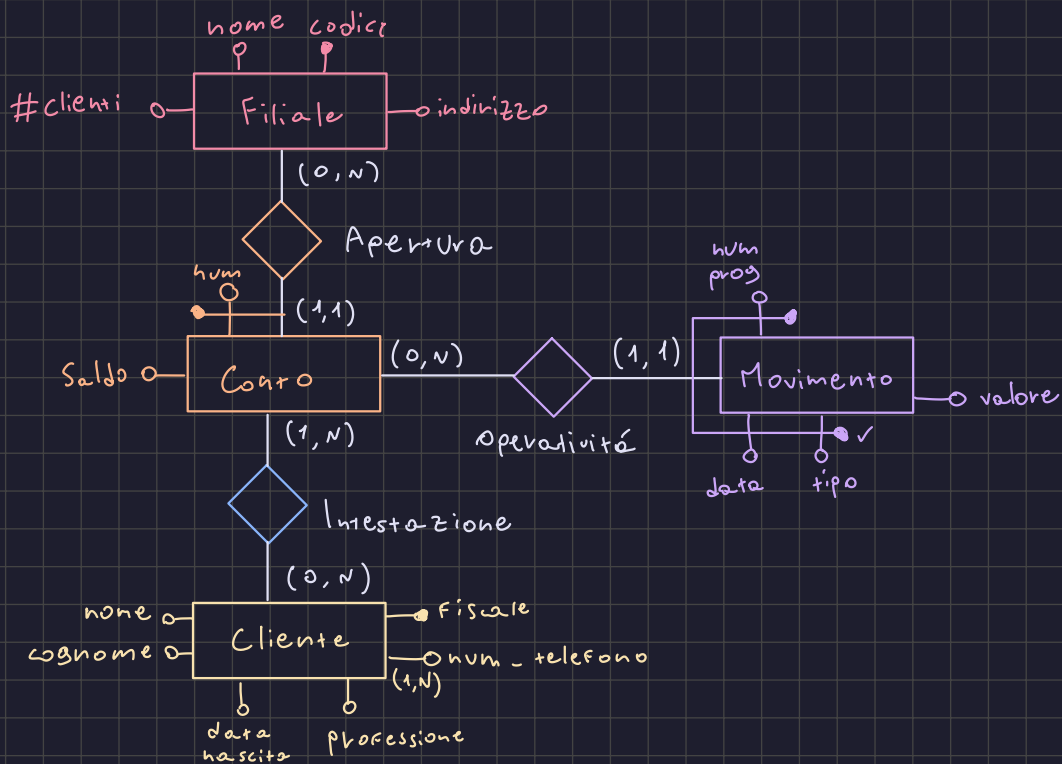 nome codice
#clienti Filiale indirizzo
(0,N)
Apertura
num
(1,1)
num
prog
Saldo Conto (0,N) (1,1) Movimento
valore
(1,N)
operatività ✓
data tipo
Intestazione
(0,N)
nome Fiscale
cognome Cliente num_telefono
(1,N)
data professione
nascita